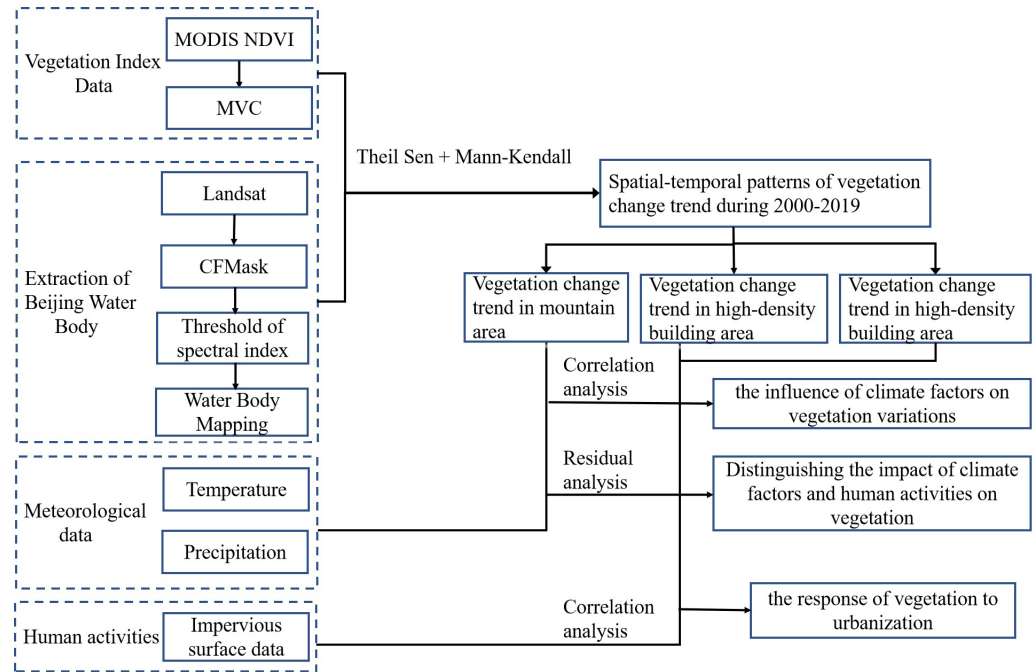 Vegetation Index
Data
MODIS NDVI
MVC
Extraction of
Beijing Water
Body
Landsat
CFMask
Threshold of
spectral index
Water Body
Mapping
Meteorological
data
Temperature
Precipitation
Human activities
Impervious
surface data
Theil Sen + Mann-Kendall
Spatial-temporal patterns of vegetation
change trend during 2000-2019
Vegetation change
trend in mountain
area
Vegetation change
trend in high-density
building area
Vegetation change
trend in high-density
building area
Correlation
analysis
the influence of climate factors on
vegetation variations
Residual
analysis
Distinguishing the impact of climate
factors and human activities on
vegetation
Correlation
analysis
the response of vegetation to
urbanization